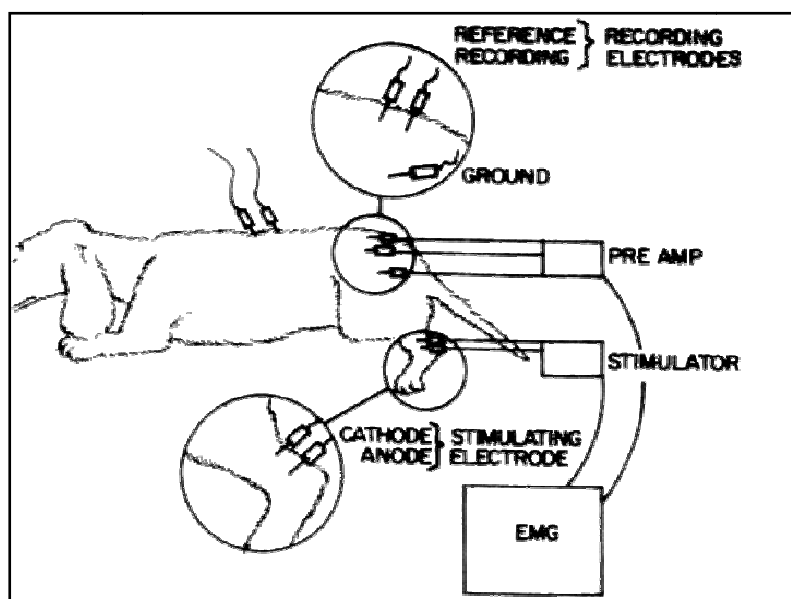 REFERENCE } RECORDING
RECORDING } ELECTRODES
GROUND
PRE AMP
STIMULATOR
CATHODE } STIMULATING
ANODE } ELECTRODE
EMG